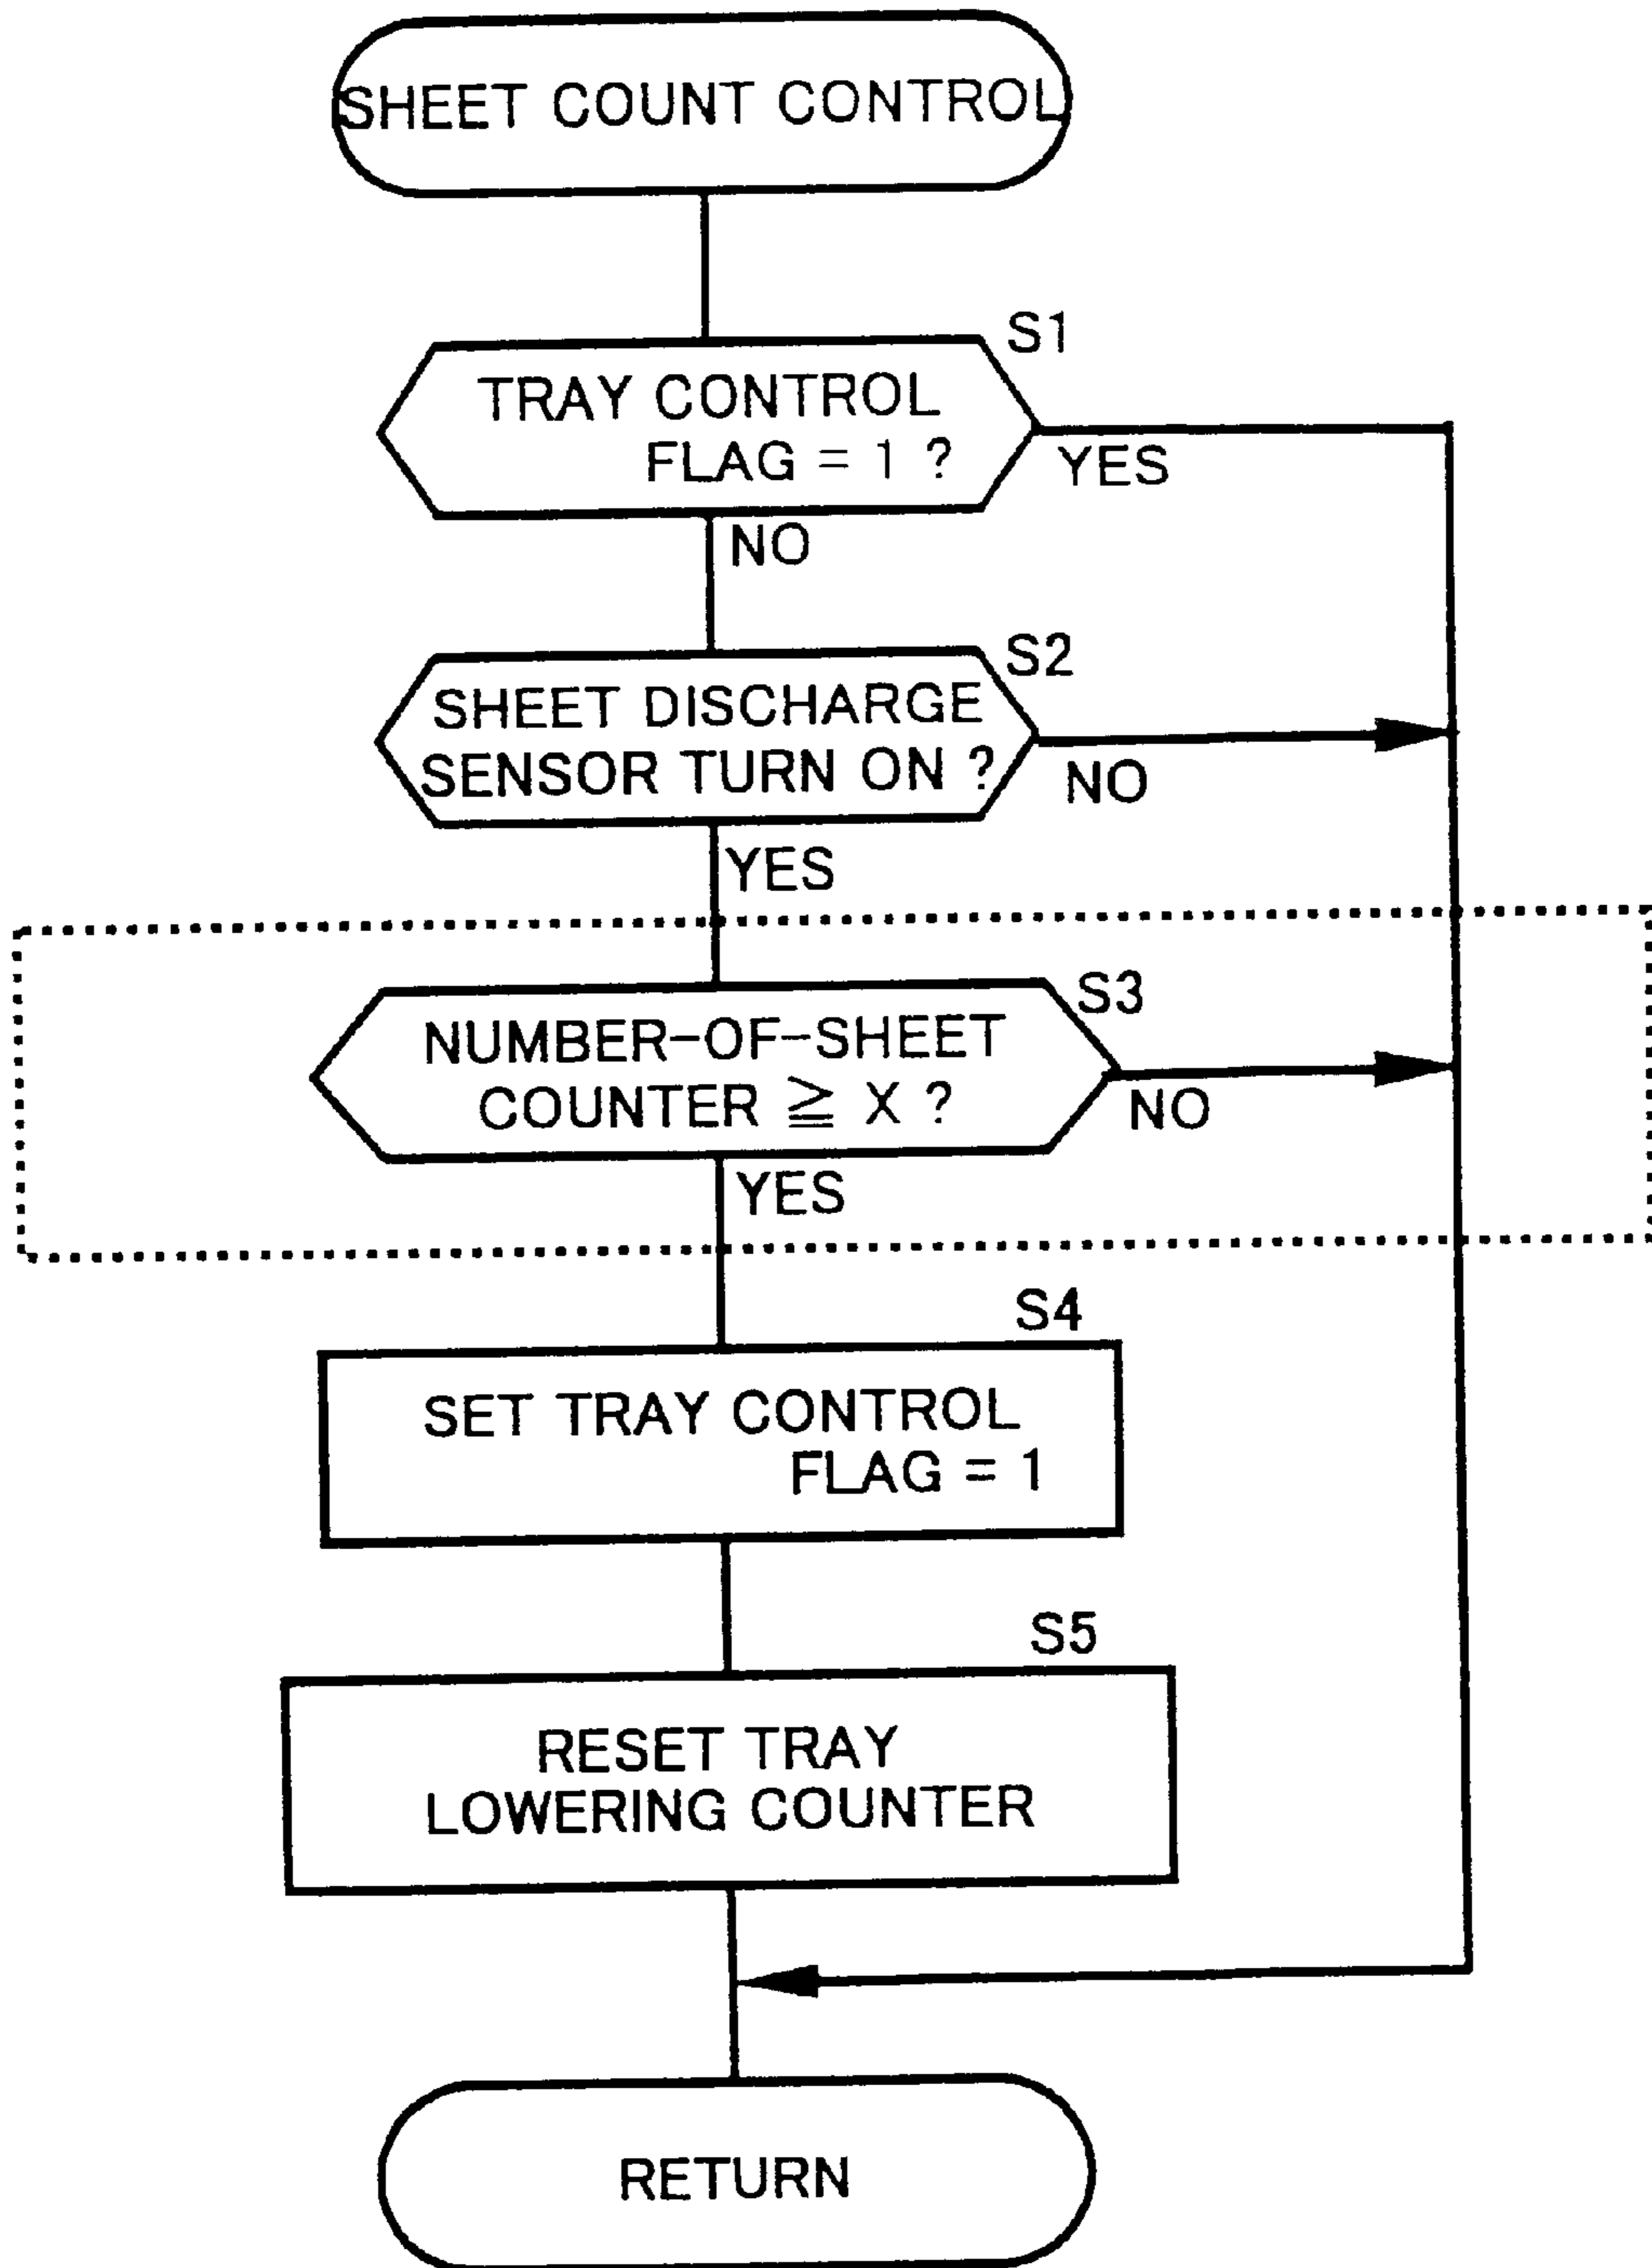 SHEET COUNT CONTROL
S1
TRAY CONTROL
FLAG = 1 ?
YES
NO
S2
SHEET DISCHARGE
SENSOR TURN ON ?
NO
YES
S3
NUMBER-OF-SHEET
COUNTER ≧ X ?
NO
YES
S4
SET TRAY CONTROL
FLAG = 1
S5
RESET TRAY
LOWERING COUNTER
RETURN